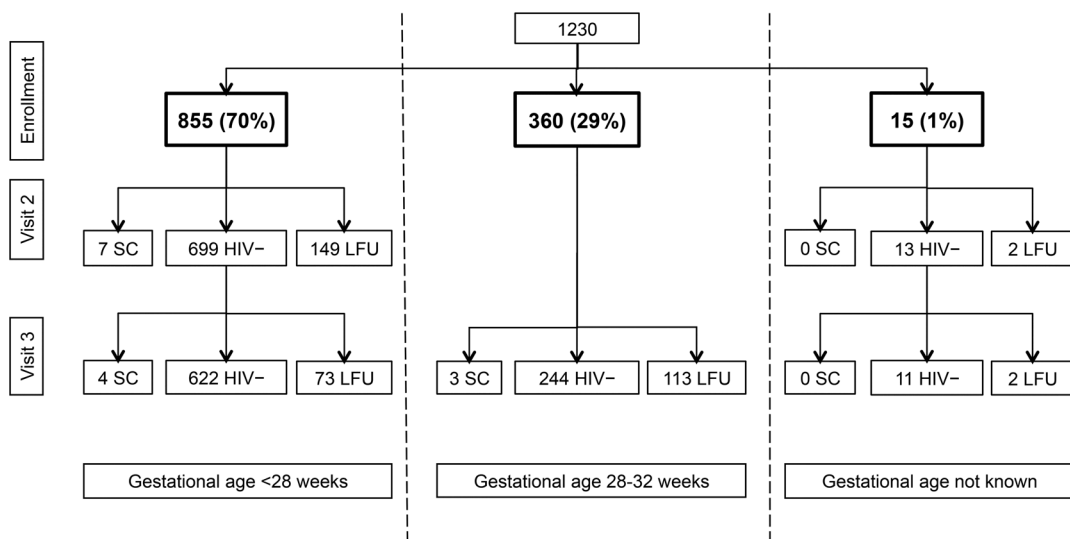 1230
Enrollment
855 (70%)
360 (29%)
15 (1%)
Visit 2
7 SC
699 HIV−
149 LFU
0 SC
13 HIV−
2 LFU
Visit 3
4 SC
622 HIV−
73 LFU
3 SC
244 HIV−
113 LFU
0 SC
11 HIV−
2 LFU
Gestational age <28 weeks
Gestational age 28-32 weeks
Gestational age not known